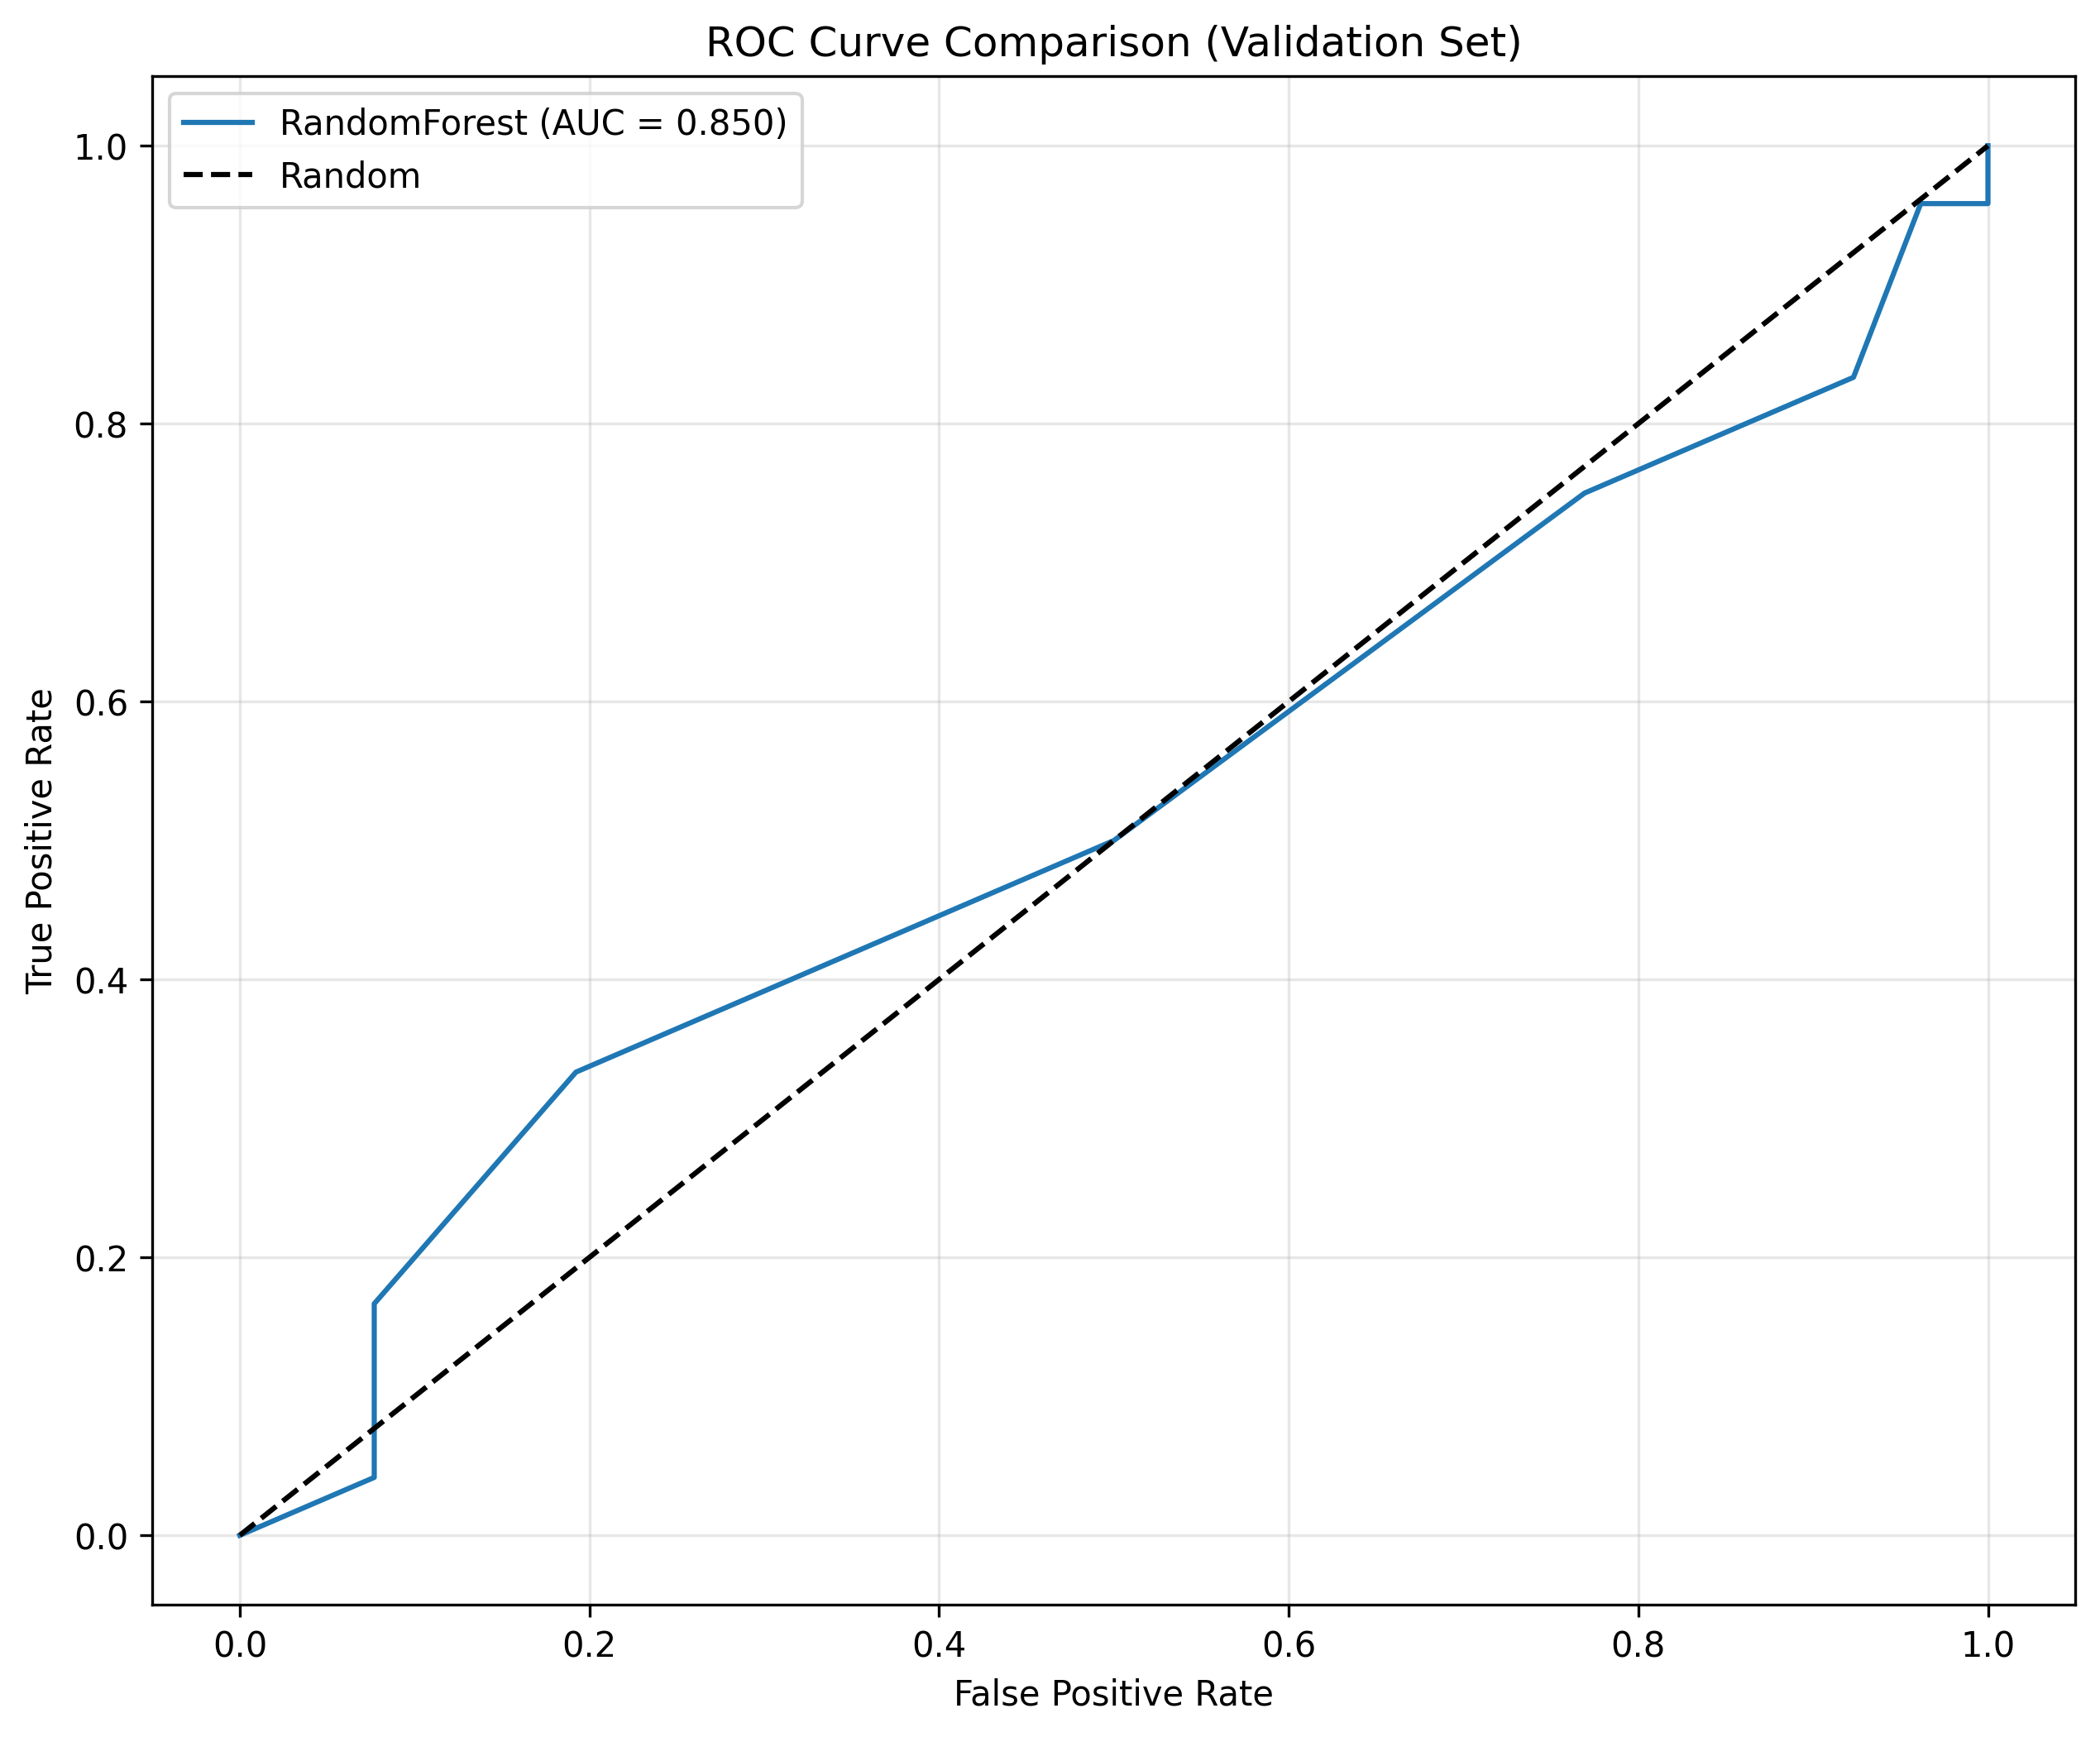 ROC Curve Comparison (Validation Set)
RandomForest (AUC = 0.850)
Random
True Positive Rate
1.0
0.8
0.6
0.4
0.2
0.0
0.0 0.2 0.4 0.6 0.8 1.0
False Positive Rate